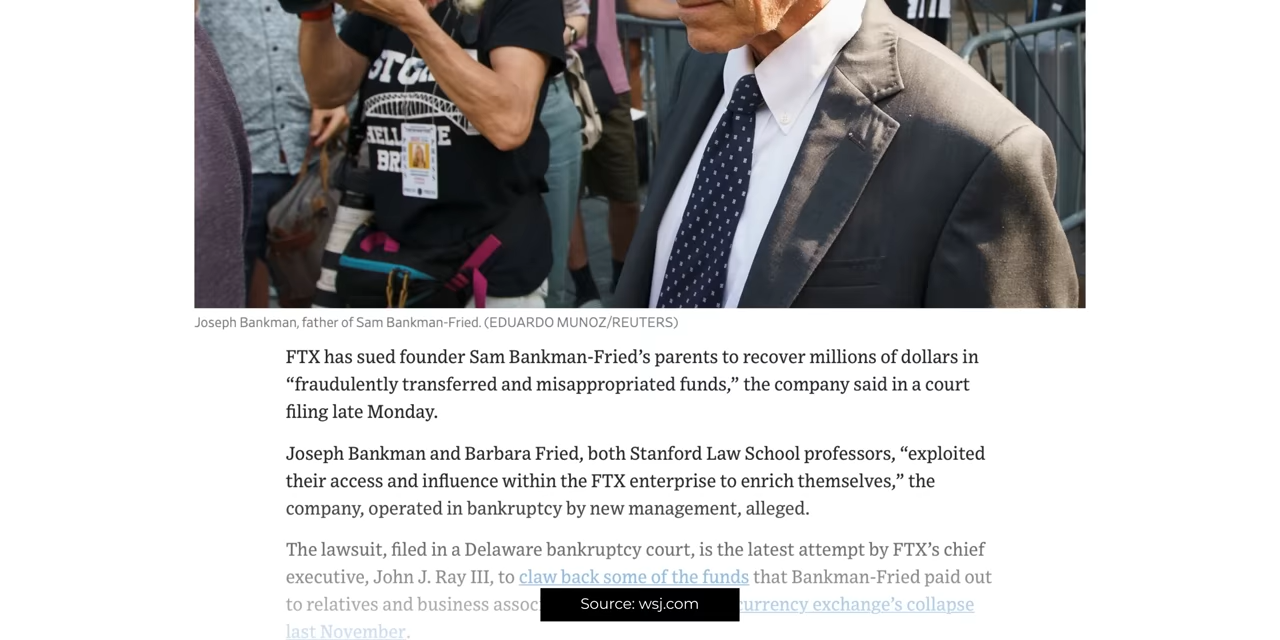 STO
HELL
BR
Joseph Bankman, father of Sam Bankman-Fried. (EDUARDO MUNOZ/REUTERS)
FTX has sued founder Sam Bankman-Fried’s parents to recover millions of dollars in
“fraudulently transferred and misappropriated funds,” the company said in a court
filing late Monday.
Joseph Bankman and Barbara Fried, both Stanford Law School professors, “exploited
their access and influence within the FTX enterprise to enrich themselves,” the
company, operated in bankruptcy by new management, alleged.
The lawsuit, filed in a Delaware bankruptcy court, is the latest attempt by FTX’s chief
executive, John J. Ray III, to claw back some of the funds that Bankman-Fried paid out
to relatives and business assoc urrency exchange’s collapse
Source: wsj.com
last November.